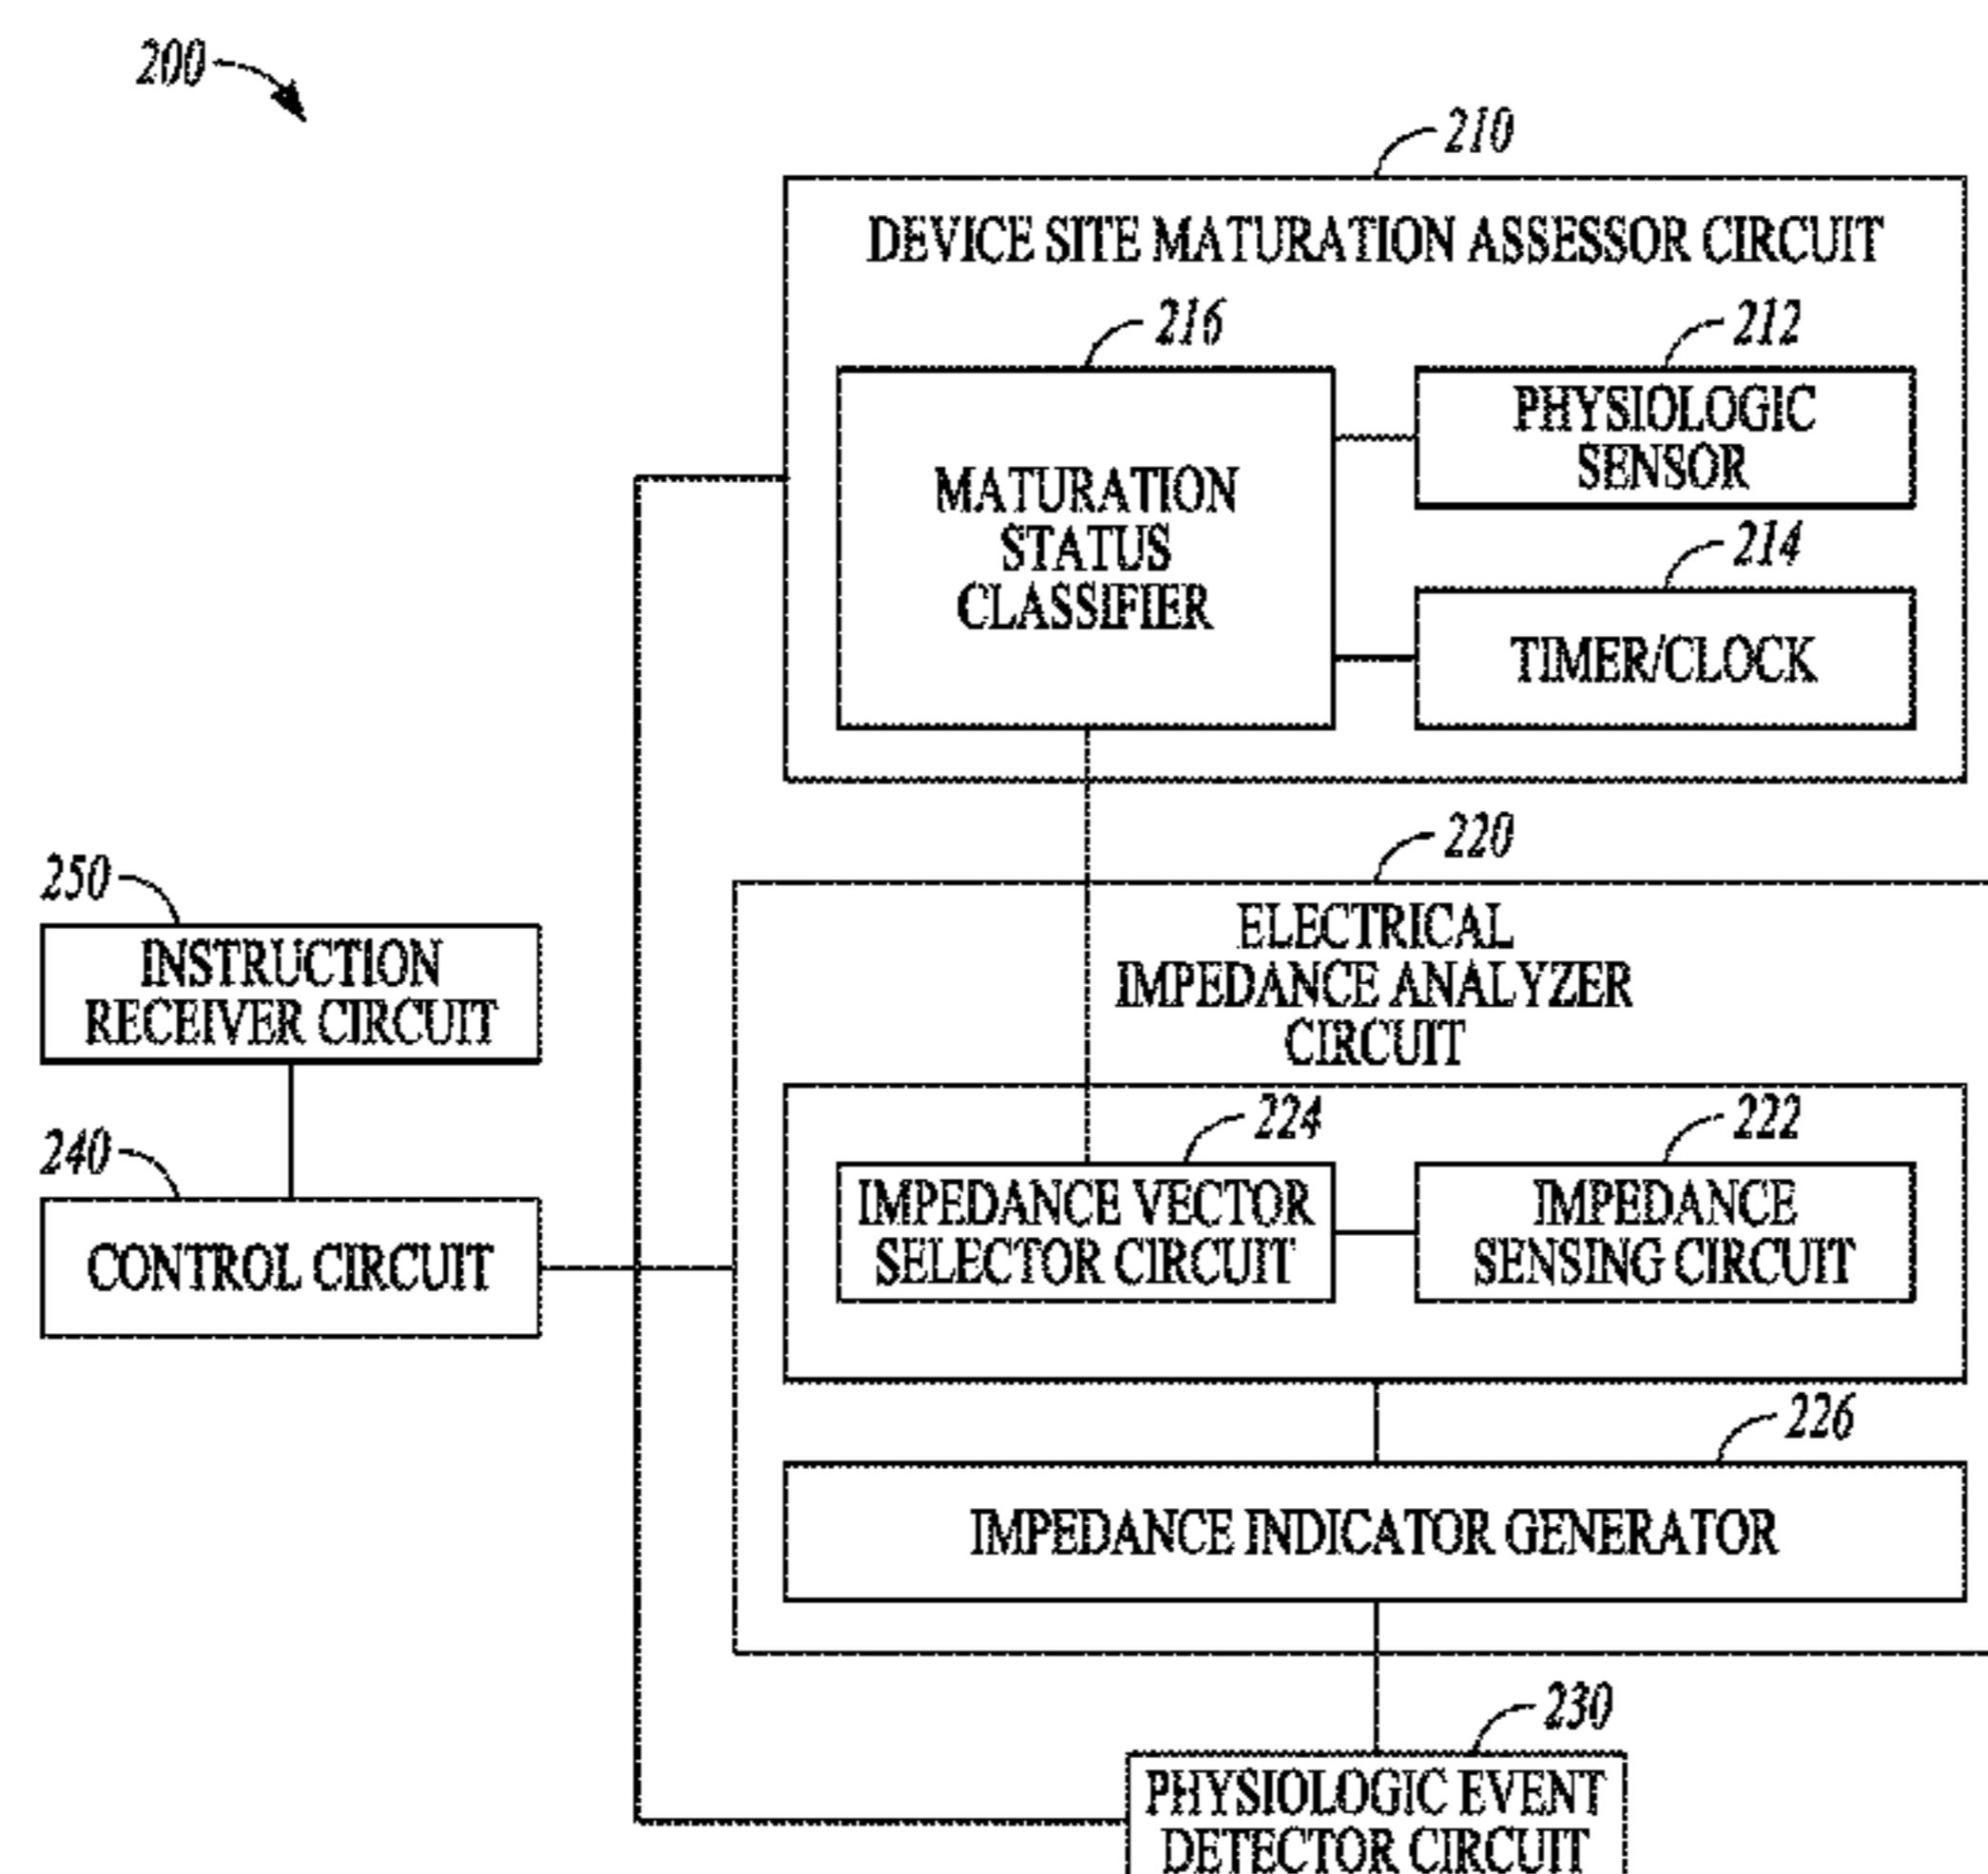 200
210
DEVICE SITE MATURATION ASSESSOR CIRCUIT
216
212
MATURATION
STATUS
CLASSIFIER
PHYSIOLOGIC
SENSOR
214
TIMER/CLOCK
220
ELECTRICAL
IMPEDANCE ANALYZER
CIRCUIT
250
INSTRUCTION
RECEIVER CIRCUIT
240
CONTROL CIRCUIT
224
222
IMPEDANCE VECTOR
SELECTOR CIRCUIT
IMPEDANCE
SENSING CIRCUIT
226
IMPEDANCE INDICATOR GENERATOR
230
PHYSIOLOGIC EVENT
DETECTOR CIRCUIT